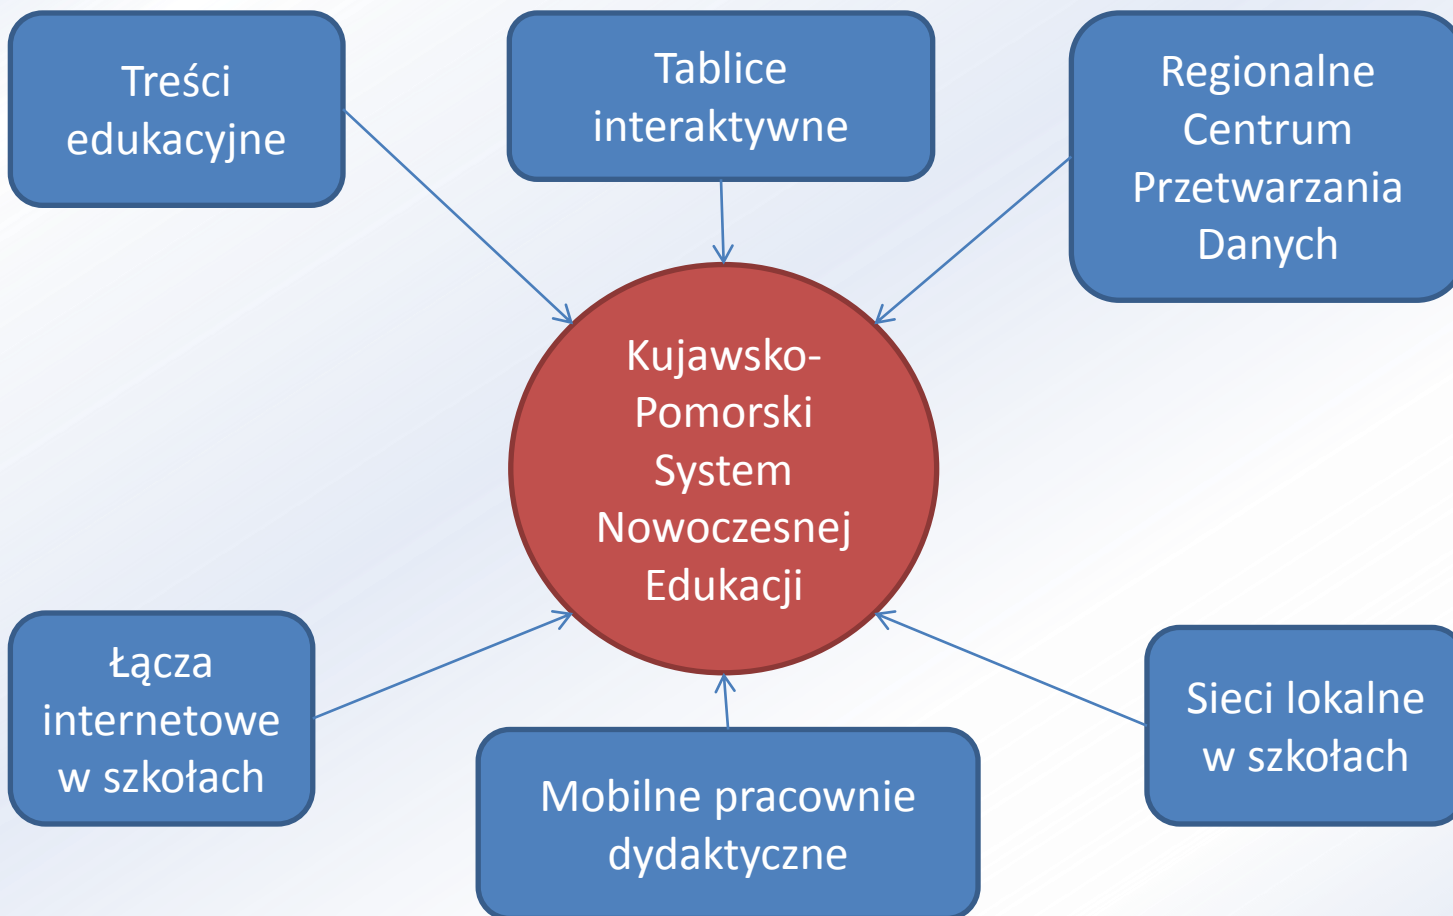 Treści
edukacyjne
Tablice
interaktywne
Regionalne
Centrum
Przetwarzania
Danych
Kujawsko-
Pomorski
System
Nowoczesnej
Edukacji
Łącza
internetowe
w szkołach
Mobilne pracownie
dydaktyczne
Sieci lokalne
w szkołach